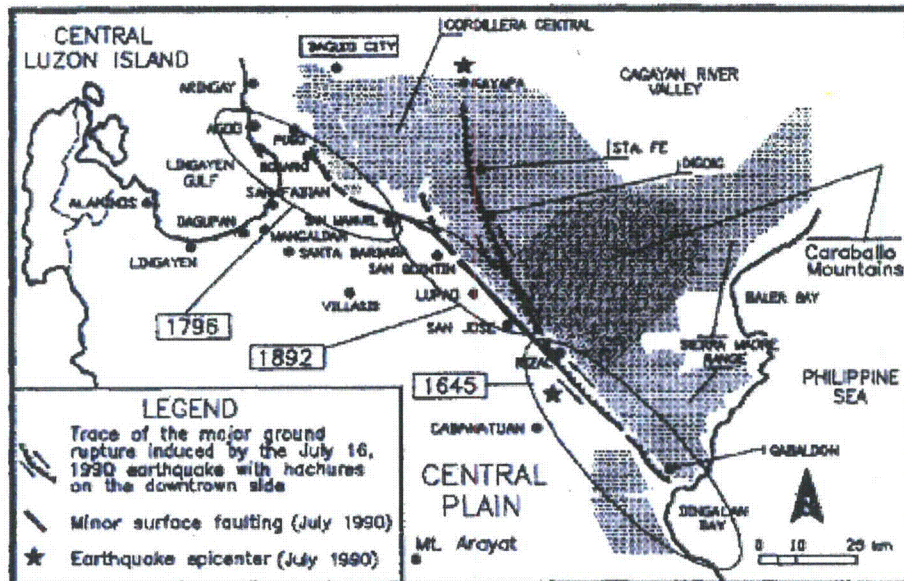 CENTRAL
LUZON ISLAND
CORDILLERA CENTRAL
BAGUIO CITY
CAGAYAN RIVER
VALLEY
ARINGAY
KAYAPA
AGOO
PUGO
STA. FE
DIGDIG
LINGAYEN
GULF
ROSARIO
SAN FABIAN
ALAMINOS
DAGUPAN
SAN MANUEL
MANGALDAN
LINGAYEN
SANTA BARBARA
SAN QUINTIN
Caraballo
Mountains
BALER BAY
VILLASIS
LUPAO
1796
SAN JOSE
SIERRA MADRE
RANGE
1892
RIZAL
1645
PHILIPPINE
SEA
CABANATUAN
GABALDON
CENTRAL
PLAIN
DINGALAN
BAY
Mt. Arayat
0 10 20 km
LEGEND
Trace of the major ground
rupture induced by the July 16,
1990 earthquake with hachures
on the downtrown side
Minor surface faulting (July 1990)
Earthquake epicenter (July 1990)